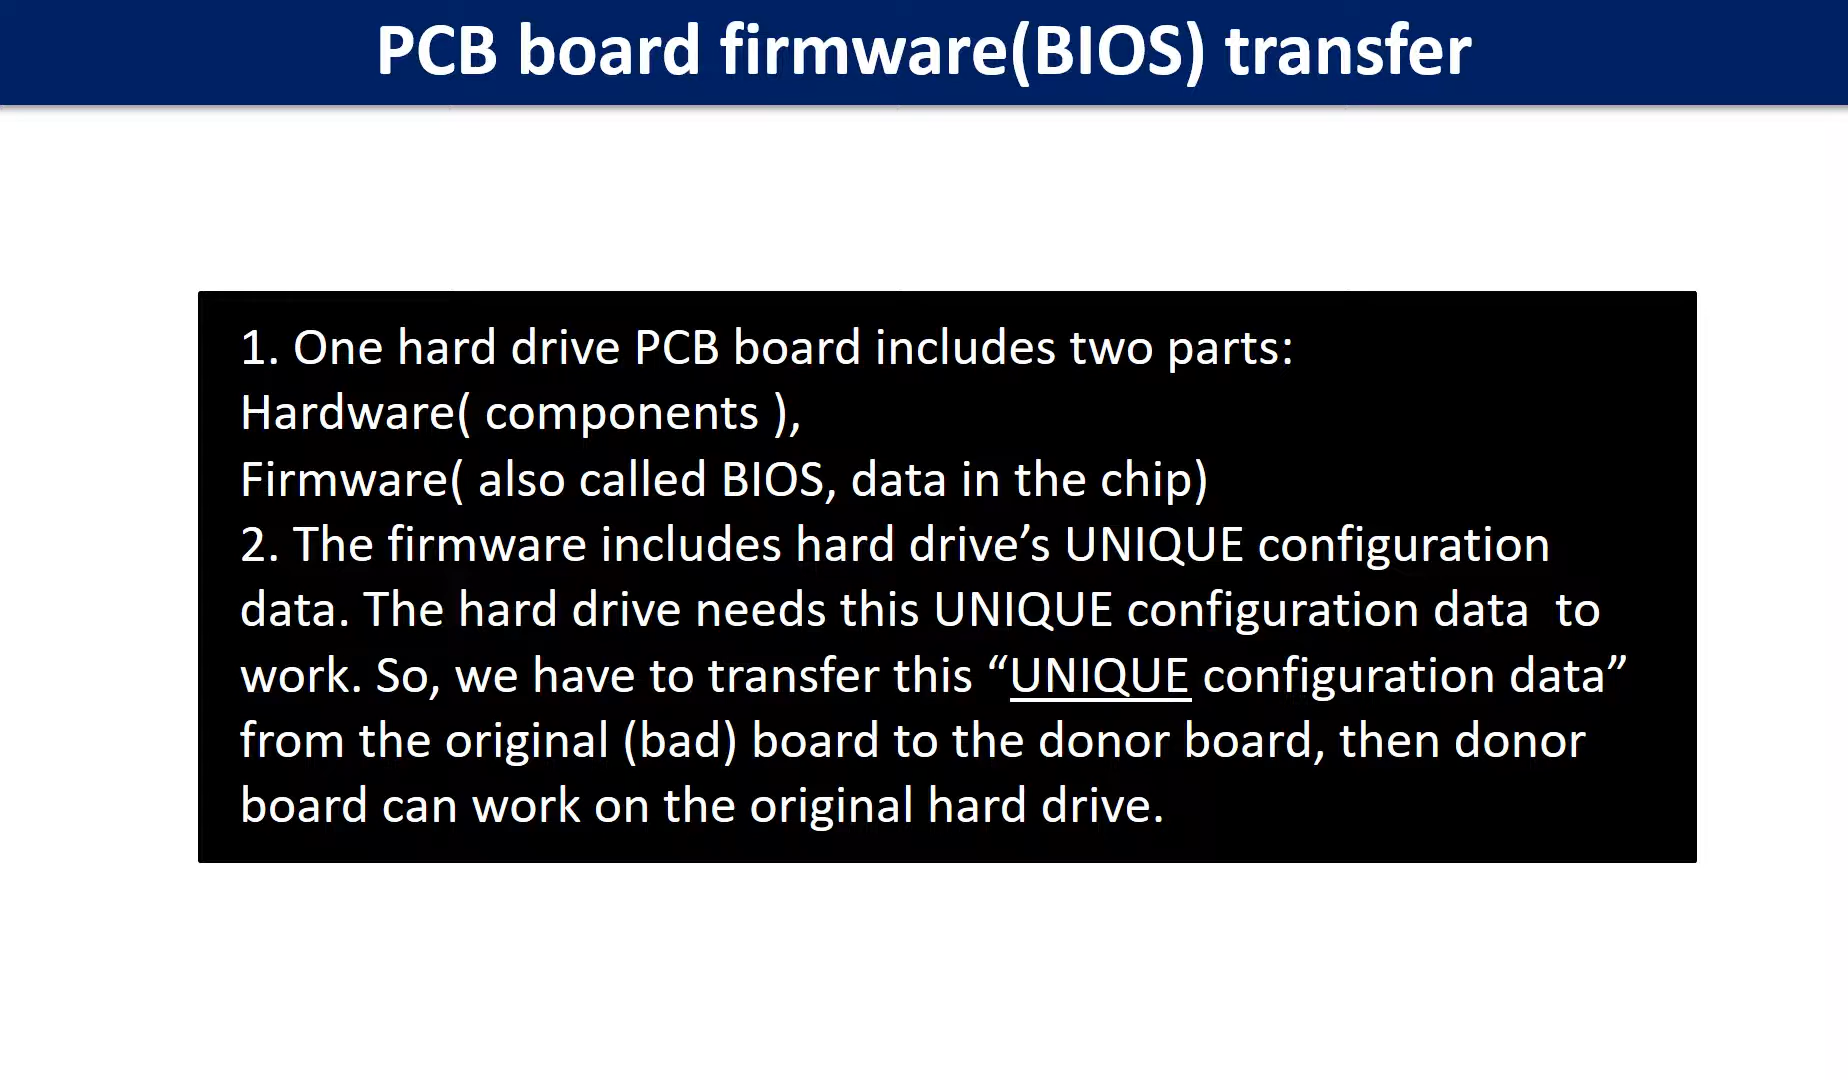 PCB board firmware(BIOS) transfer
1. One hard drive PCB board includes two parts:
Hardware( components ),
Firmware( also called BIOS, data in the chip)
2. The firmware includes hard drive’s UNIQUE configuration
data. The hard drive needs this UNIQUE configuration data  to
work. So, we have to transfer this “UNIQUE configuration data”
from the original (bad) board to the donor board, then donor
board can work on the original hard drive.